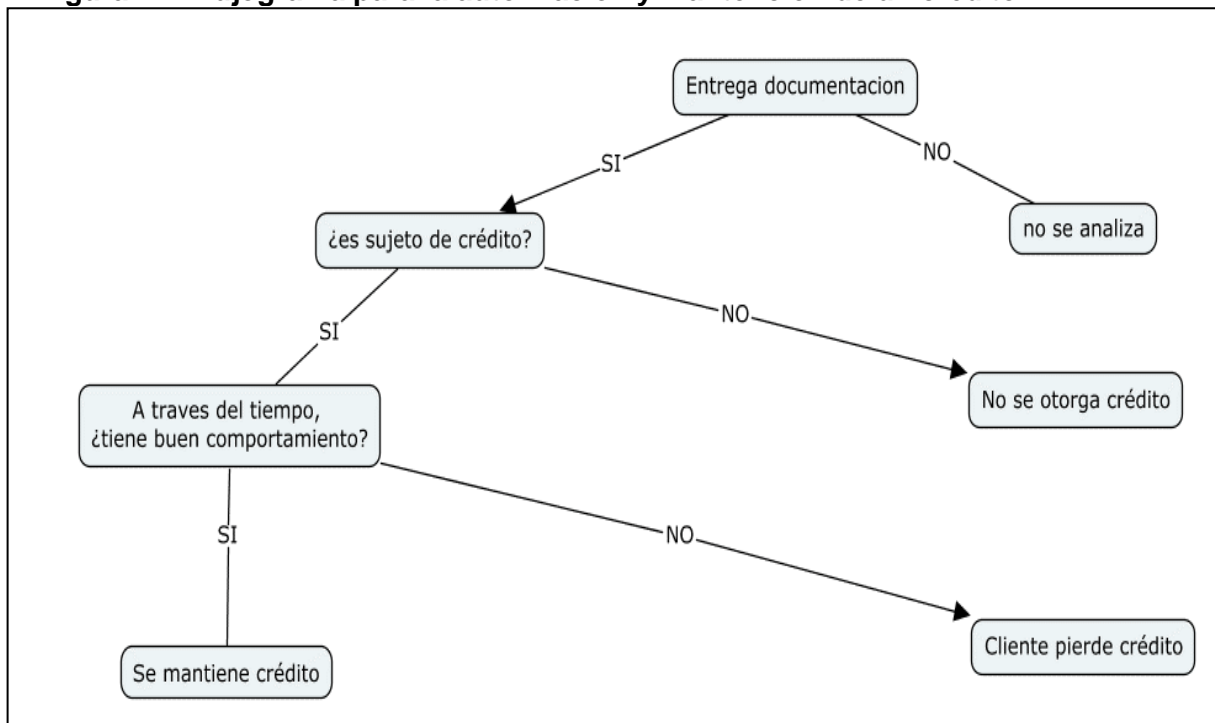 Entrega documentacion
SI
NO
¿es sujeto de crédito?
no se analiza
SI
NO
A traves del tiempo,
¿tiene buen comportamiento?
No se otorga crédito
SI
NO
Se mantiene crédito
Cliente pierde crédito